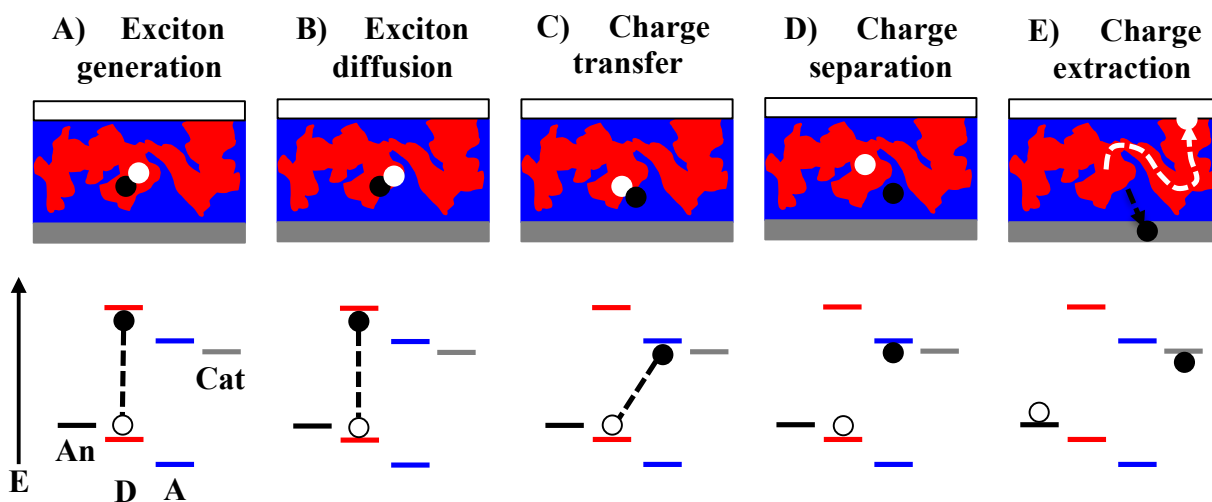 A) Exciton
generation
B) Exciton
diffusion
C) Charge
transfer
D) Charge
separation
E) Charge
extraction
Cat
An
E
D A